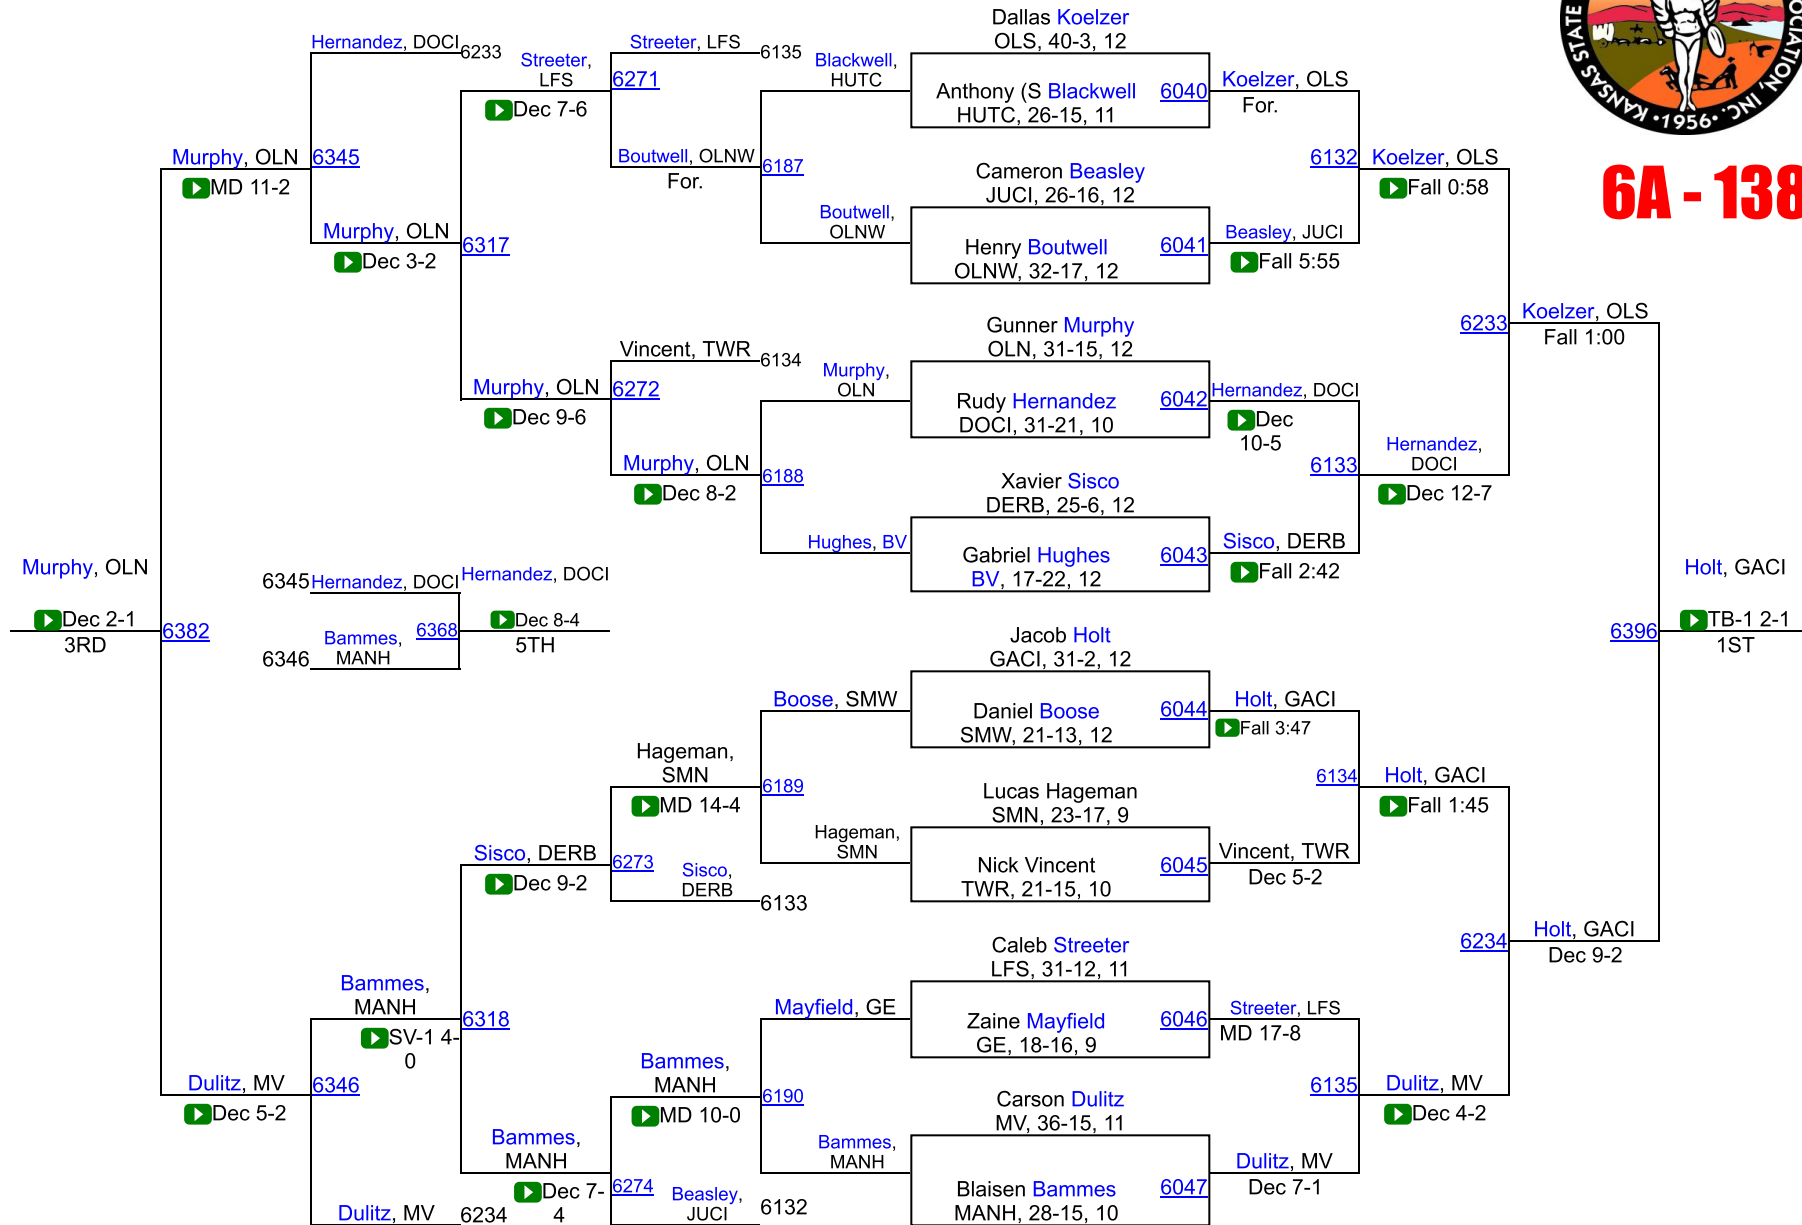 KANSAS STATE
OCIATION, INC.
•1956•
6A - 138
Murphy, OLN
Dec 2-1
3RD
6382
Murphy, OLN
MD 11-2
6345
Dulitz, MV
Dec 5-2
6346
Hernandez, DOCI
6233
Murphy, OLN
Dec 3-2
6317
6345
Hernandez, DOCI
Bammes,
MANH
6346
6368
Hernandez, DOCI
Dec 8-4
5TH
Bammes,
MANH
SV-1 4-
0
6318
Dulitz, MV
6234
Streeter,
LFS
Dec 7-6
6271
Murphy, OLN
Dec 9-6
6272
Sisco, DERB
Dec 9-2
6273
Bammes,
MANH
Dec 7-
4
6274
Streeter, LFS
6135
Boutwell, OLNW
For.
6187
Vincent, TWR
6134
Murphy, OLN
Dec 8-2
6188
Hageman,
SMN
MD 14-4
6189
Sisco,
DERB
6133
Bammes,
MANH
MD 10-0
6190
Beasley,
JUCI
6132
Blackwell,
HUTC
Boutwell,
OLNW
Murphy,
OLN
Hughes, BV
Boose, SMW
Hageman,
SMN
Mayfield, GE
Bammes,
MANH
Dallas Koelzer
OLS, 40-3, 12
Anthony (S Blackwell
HUTC, 26-15, 11
6040
Cameron Beasley
JUCI, 26-16, 12
Henry Boutwell
OLNW, 32-17, 12
6041
Gunner Murphy
OLN, 31-15, 12
Rudy Hernandez
DOCI, 31-21, 10
6042
Xavier Sisco
DERB, 25-6, 12
Gabriel Hughes
BV, 17-22, 12
6043
Jacob Holt
GACI, 31-2, 12
Daniel Boose
SMW, 21-13, 12
6044
Lucas Hageman
SMN, 23-17, 9
Nick Vincent
TWR, 21-15, 10
6045
Caleb Streeter
LFS, 31-12, 11
Zaine Mayfield
GE, 18-16, 9
6046
Carson Dulitz
MV, 36-15, 11
Blaisen Bammes
MANH, 28-15, 10
6047
Koelzer, OLS
For.
Beasley, JUCI
Fall 5:55
Hernandez, DOCI
Dec
10-5
Sisco, DERB
Fall 2:42
Holt, GACI
Fall 3:47
Vincent, TWR
Dec 5-2
Streeter, LFS
MD 17-8
Dulitz, MV
Dec 7-1
6132
Koelzer, OLS
Fall 0:58
6133
Hernandez,
DOCI
Dec 12-7
6134
Holt, GACI
Fall 1:45
6135
Dulitz, MV
Dec 4-2
6233
Koelzer, OLS
Fall 1:00
6234
Holt, GACI
Dec 9-2
6396
Holt, GACI
TB-1 2-1
1ST